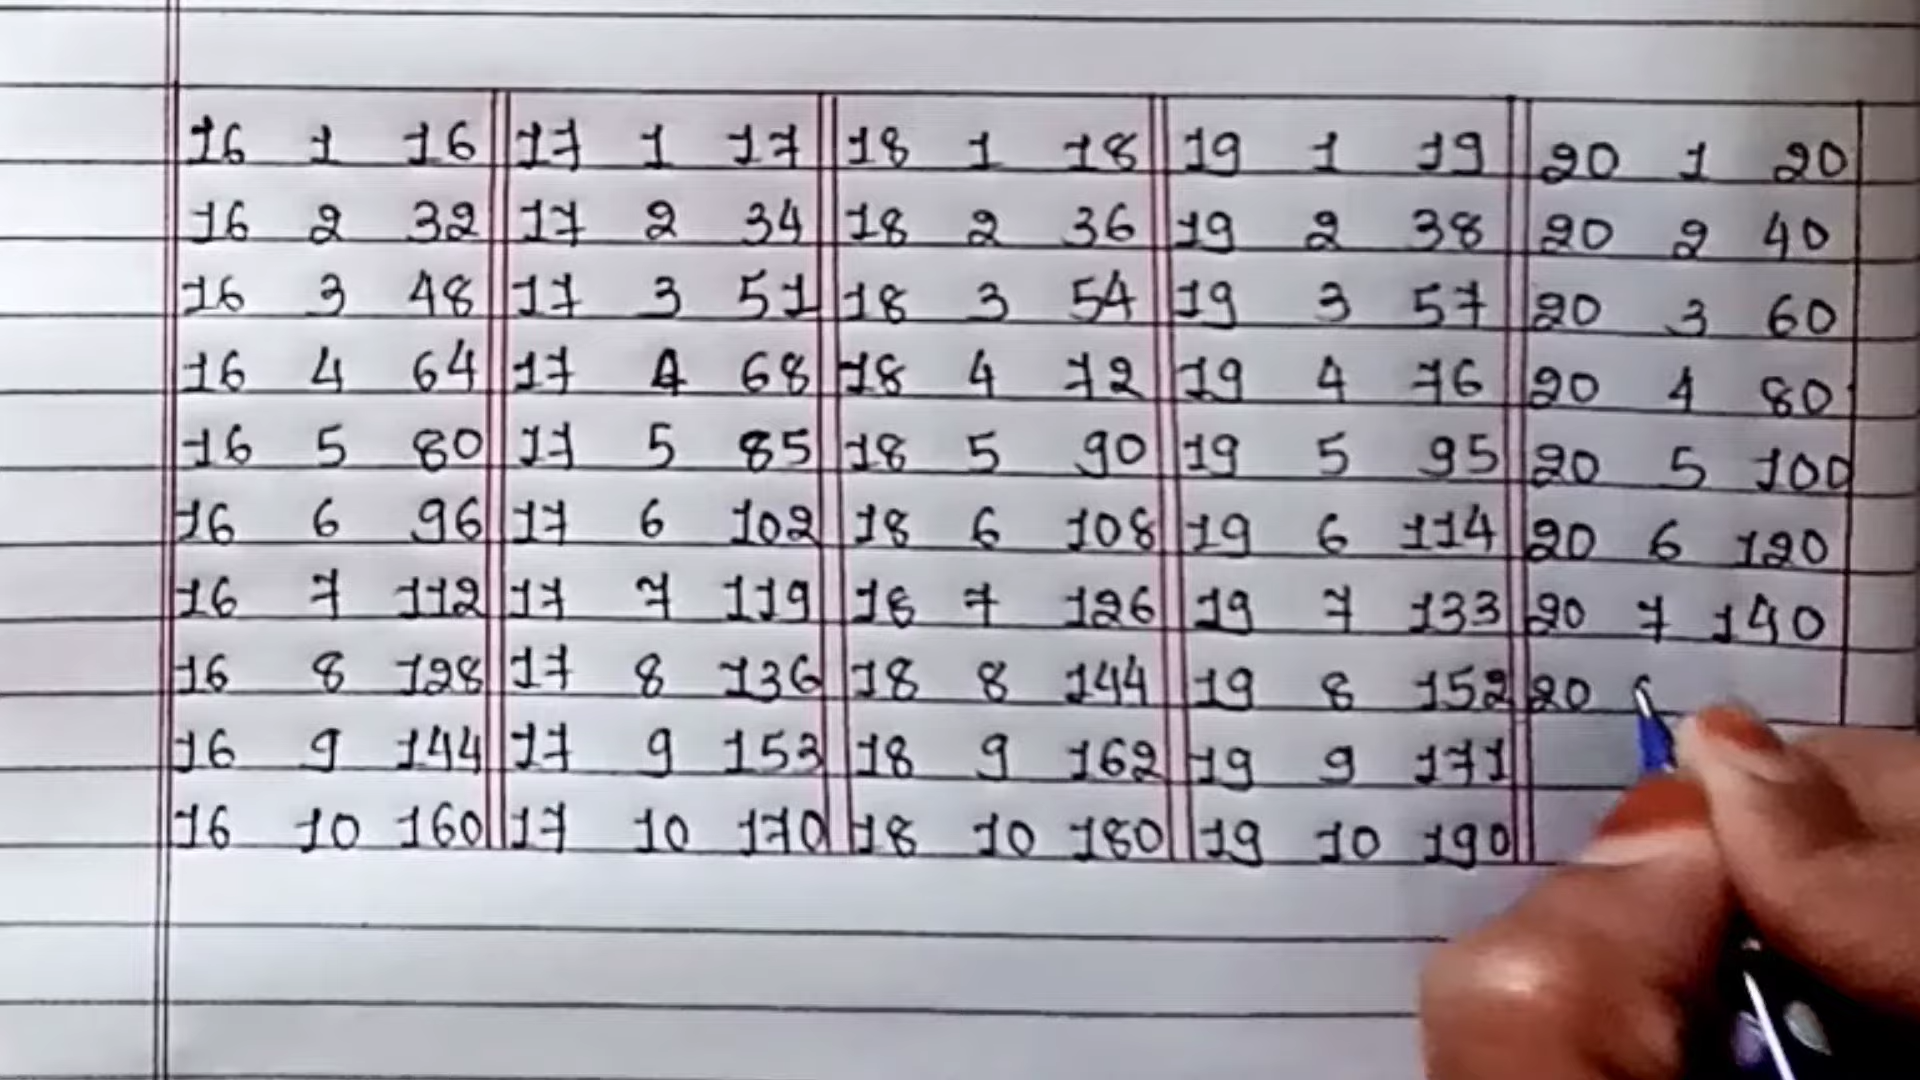 16 1 16 17 1 17 18 1 18 19 1 19 20 1 20
16 2 32 17 2 34 18 2 36 19 2 38 20 2 40
16 3 48 17 3 51 18 3 54 19 3 57 20 3 60
16 4 64 17 4 68 18 4 72 19 4 76 20 4 80
16 5 80 17 5 85 18 5 90 19 5 95 20 5 100
16 6 96 17 6 102 18 6 108 19 6 114 20 6 120
16 7 112 17 7 119 18 7 126 19 7 133 20 7 140
16 8 128 17 8 136 18 8 144 19 8 152 20
16 9 144 17 9 153 18 9 162 19 9 171
16 10 160 17 10 170 18 10 180 19 10 190